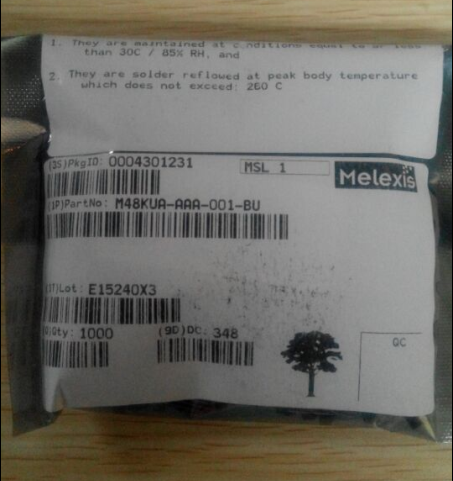 1. They are maintained at conditions equal to or less
than 30C / 85% RH, and
2. They are solder reflowed at peak body temperature
which does not exceed: 260 C
(3S)PkgID: 0004301231
MSL 1
Melexis
(1P)PartNo: M48KUA-AAA-001-BU
(1T)Lot: E15240X3
(Q)Qty: 1000
(9D)DC: 348
QC